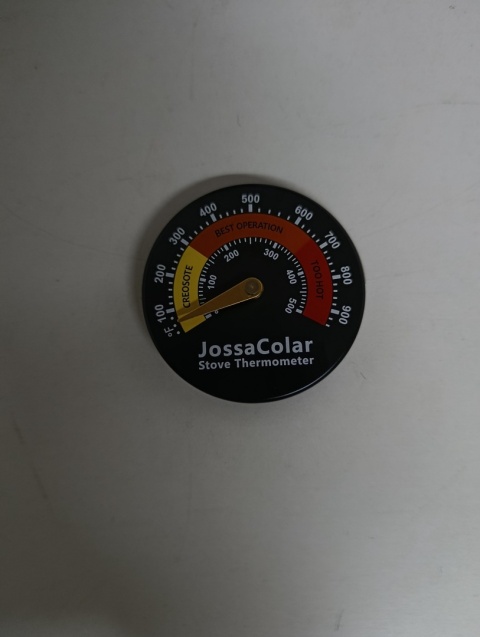 100 200 300 400 500 600 700 800 900
°F
CREOSOTE BEST OPERATION TOO HOT
100 200 300 400 500
JossaColar
Stove Thermometer